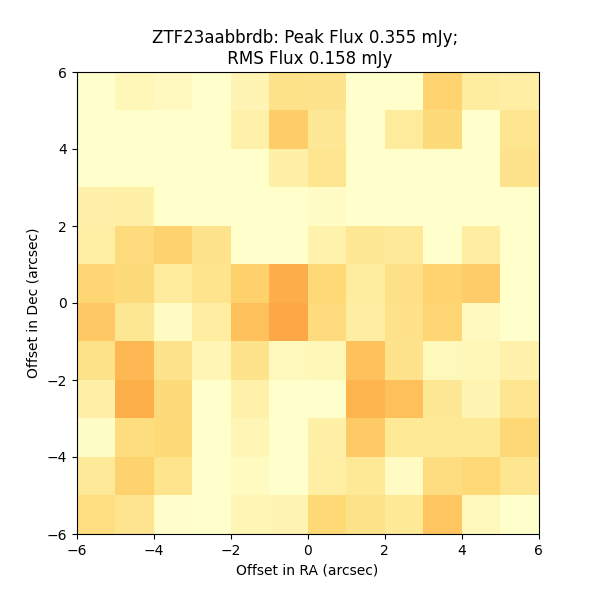 ZTF23aabbrdb: Peak Flux 0.355 mJy;
RMS Flux 0.158 mJy
6
4
2
0
−2
−4
−6
Offset in Dec (arcsec)
−6 −4 −2 0 2 4 6
Offset in RA (arcsec)